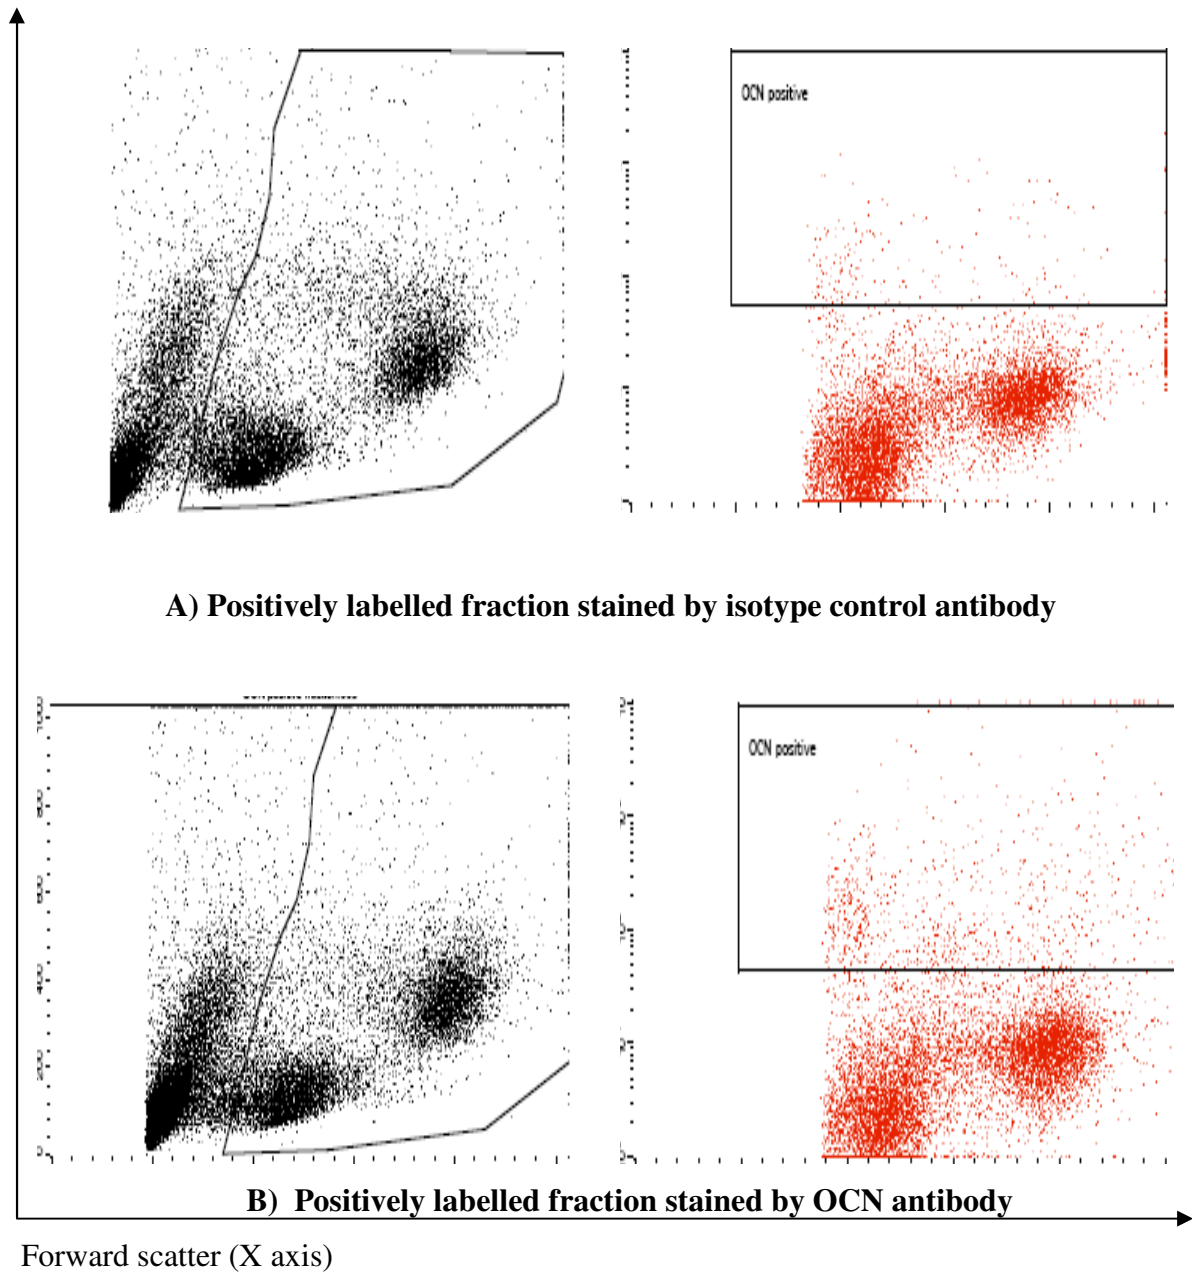 OCN positive
A) Positively labelled fraction stained by isotype control antibody
OCN positive
B) Positively labelled fraction stained by OCN antibody
Forward scatter (X axis)